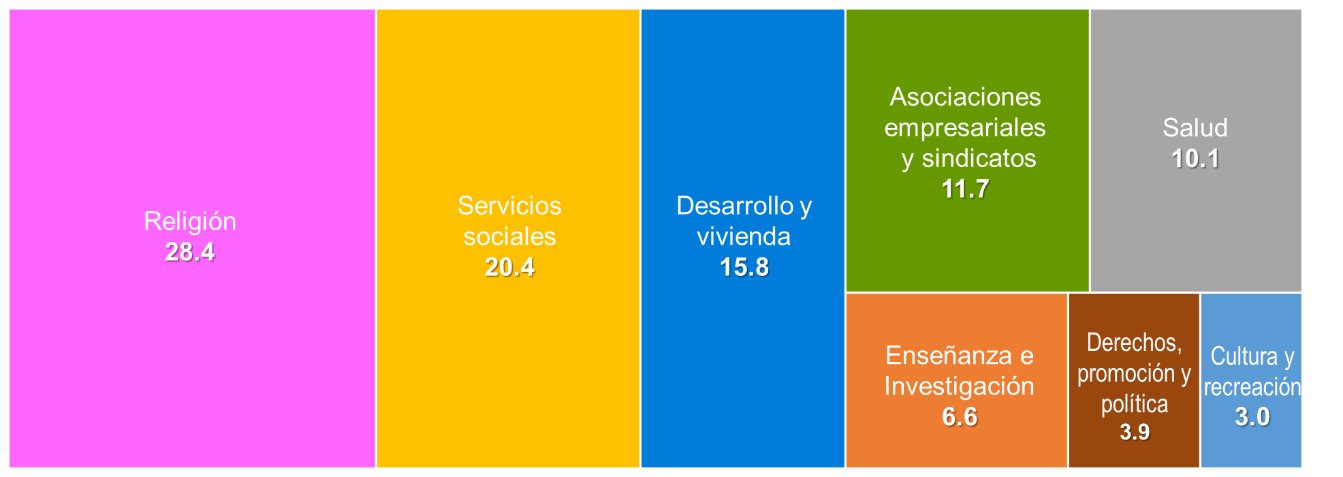 Religión
28.4
Servicios
sociales
20.4
Desarrollo y
vivienda
15.8
Asociaciones
empresariales
y sindicatos
11.7
Salud
10.1
Enseñanza e
Investigación
6.6
Derechos,
promoción y
política
3.9
Cultura y
recreación
3.0